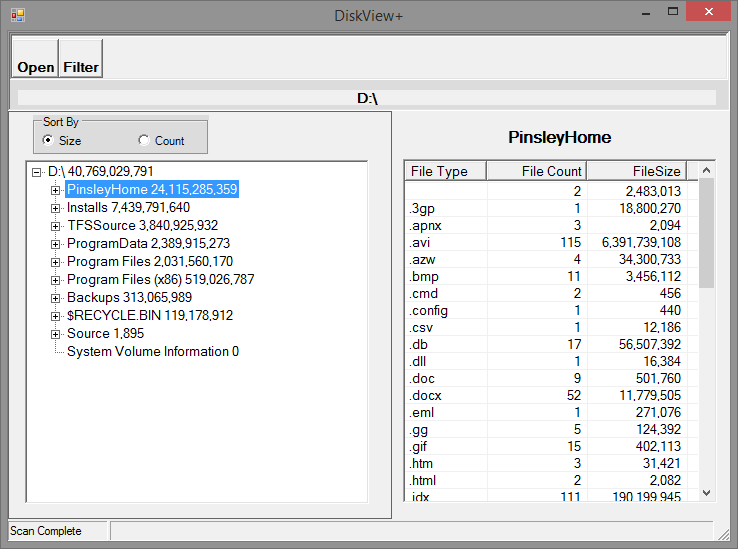 DiskView+
Open Filter
D:\
Sort By
Size Count
D:\ 40,769,029,791
PinsleyHome 24,115,285,359
Installs 7,439,791,640
TFSSource 3,840,925,932
ProgramData 2,389,915,273
Program Files 2,031,560,170
Program Files (x86) 519,026,787
Backups 313,065,989
$RECYCLE.BIN 119,178,912
Source 1,895
System Volume Information 0
PinsleyHome
File Type File Count FileSize
2 2,483,013
.3gp 1 18,800,270
.apnx 3 2,094
.avi 115 6,391,739,108
.azw 4 34,300,733
.bmp 11 3,456,112
.cmd 2 456
.config 1 440
.csv 1 12,186
.db 17 56,507,392
.dll 1 16,384
.doc 9 501,760
.docx 52 11,779,505
.eml 1 271,076
.gg 5 124,392
.gif 15 402,113
.htm 3 31,421
.html 2 2,082
.idx 111 190,199,945
Scan Complete